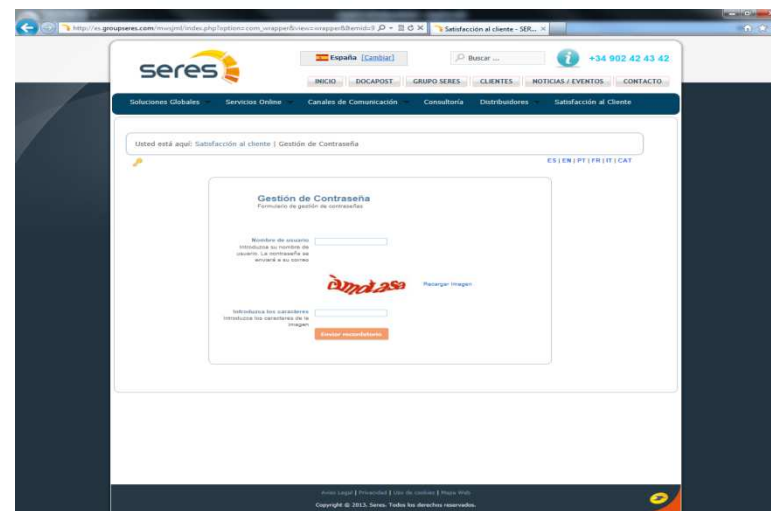 http://es.groupseres.com/mwsjml/index.php?option=com_wrapper&view=wrapper&Itemid=
Satisfacción al cliente - SER...
seres
España [Cambiar]
Buscar ...
+34 902 42 43 42
INICIO DOCAPOST GRUPO SERES CLIENTES NOTICIAS / EVENTOS CONTACTO
Soluciones Globales Servicios Online Canales de Comunicación Consultoría Distribuidores Satisfacción al Cliente
Usted está aquí: Satisfacción al cliente | Gestión de Contraseña
ES | EN | PT | FR | IT | CAT
Gestión de Contraseña
Formulario de gestión de contraseñas
Nombre de usuario
Introduzca su nombre de
usuario. La contraseña se
enviará a su correo
Recargar imagen
Introduzca los caracteres
Introduzca los caracteres de la
imagen
Enviar recordatorio
Aviso Legal | Privacidad | Uso de cookies | Mapa Web
Copyright © 2013. Seres. Todos los derechos reservados.